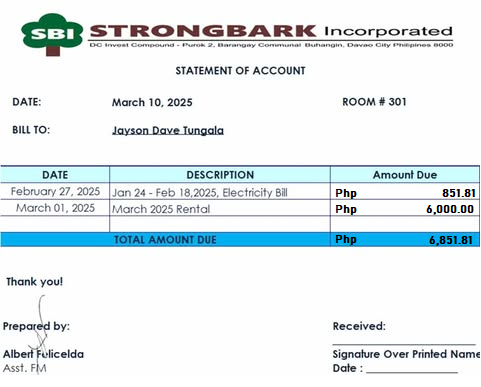 SBI STRONGBARK Incorporated
DC Invest Compound - Purok 2, Barangay Communal Buhangin, Davao City Philipines 8000
STATEMENT OF ACCOUNT
DATE: March 10, 2025 ROOM # 301
BILL TO: Jayson Dave Tungala
DATE DESCRIPTION Amount Due
February 27, 2025 Jan 24 - Feb 18,2025, Electricity Bill Php 851.81
March 01, 2025 March 2025 Rental Php 6,000.00
TOTAL AMOUNT DUE Php 6,851.81
Thank you!
Prepared by: Received:
Albert Felicelda Signature Over Printed Name
Asst. FM Date :